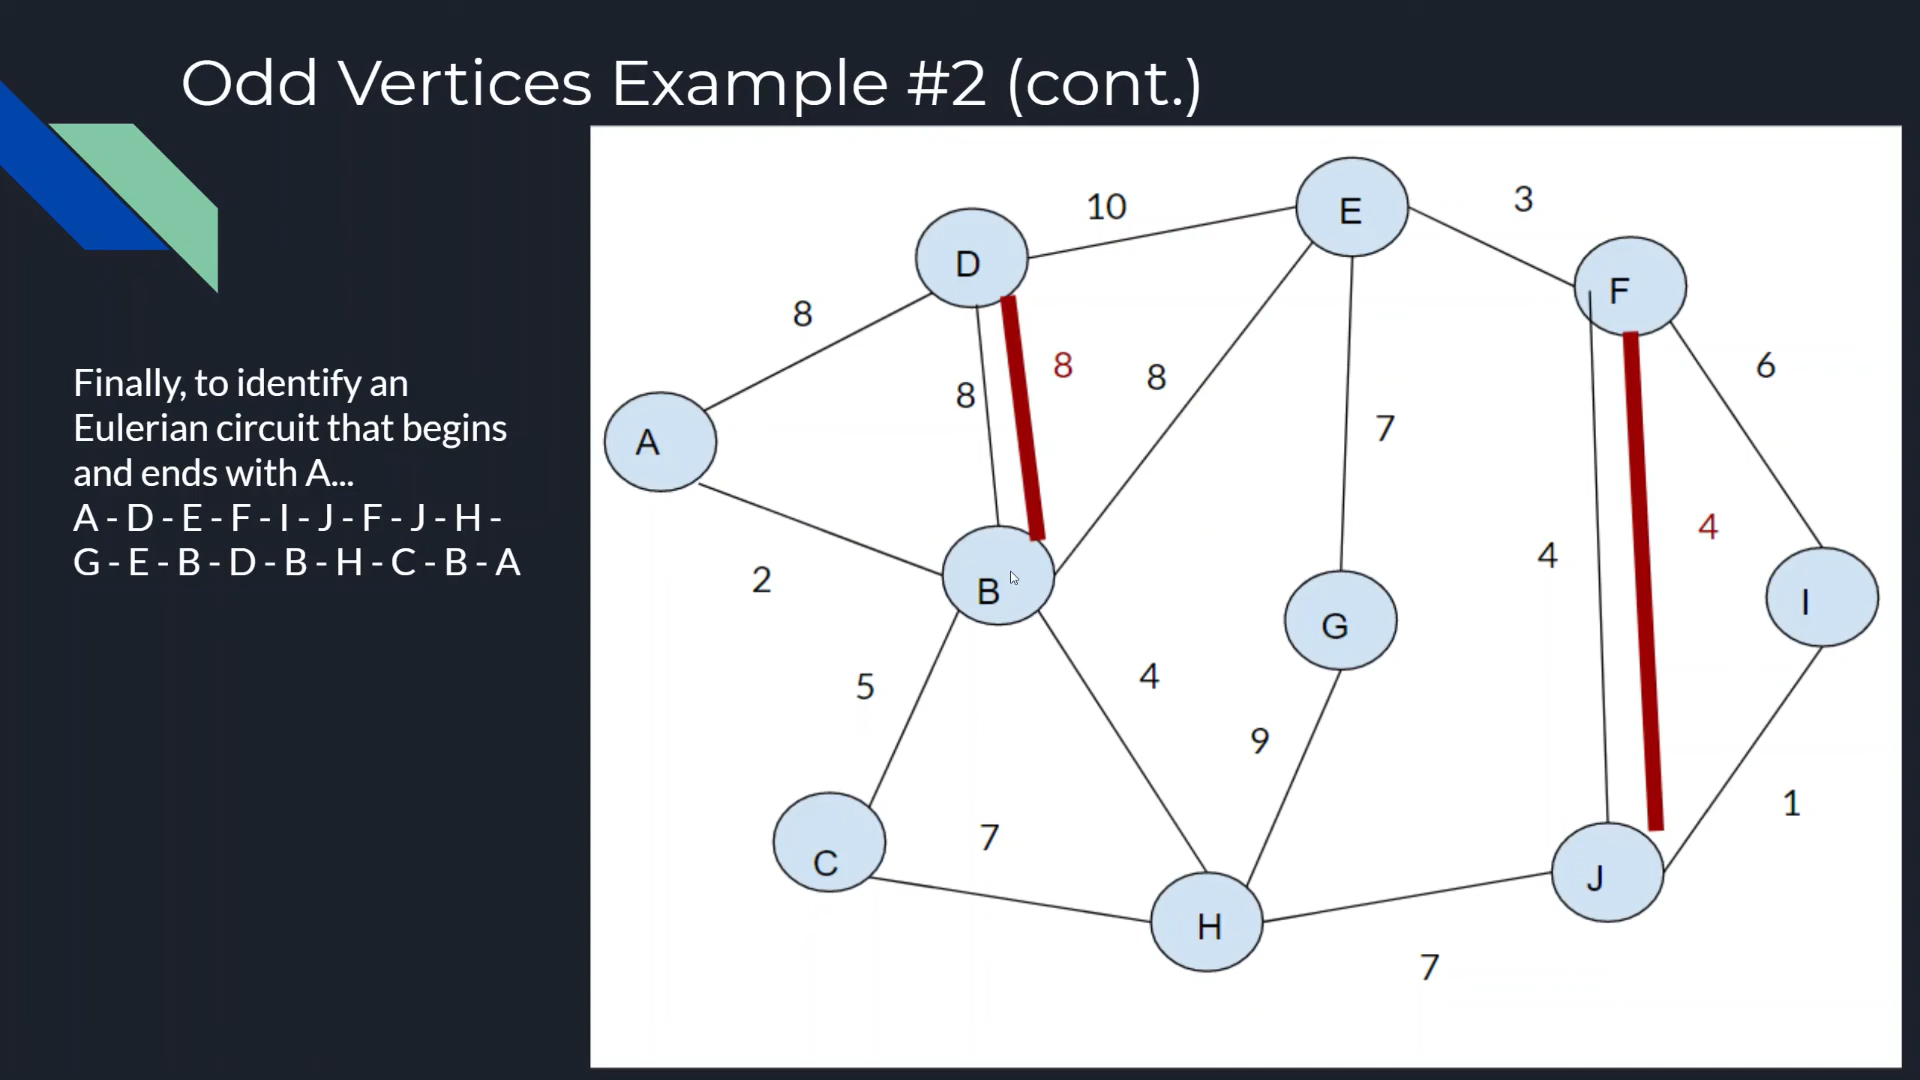 Odd Vertices Example #2 (cont.)
Finally, to identify an
Eulerian circuit that begins
and ends with A...
A - D - E - F - I - J - F - J - H -
G - E - B - D - B - H - C - B - A
E
10
3
D
F
8
8
8
8
6
7
A
4
4
2
B
I
G
5
4
9
1
7
C
J
H
7